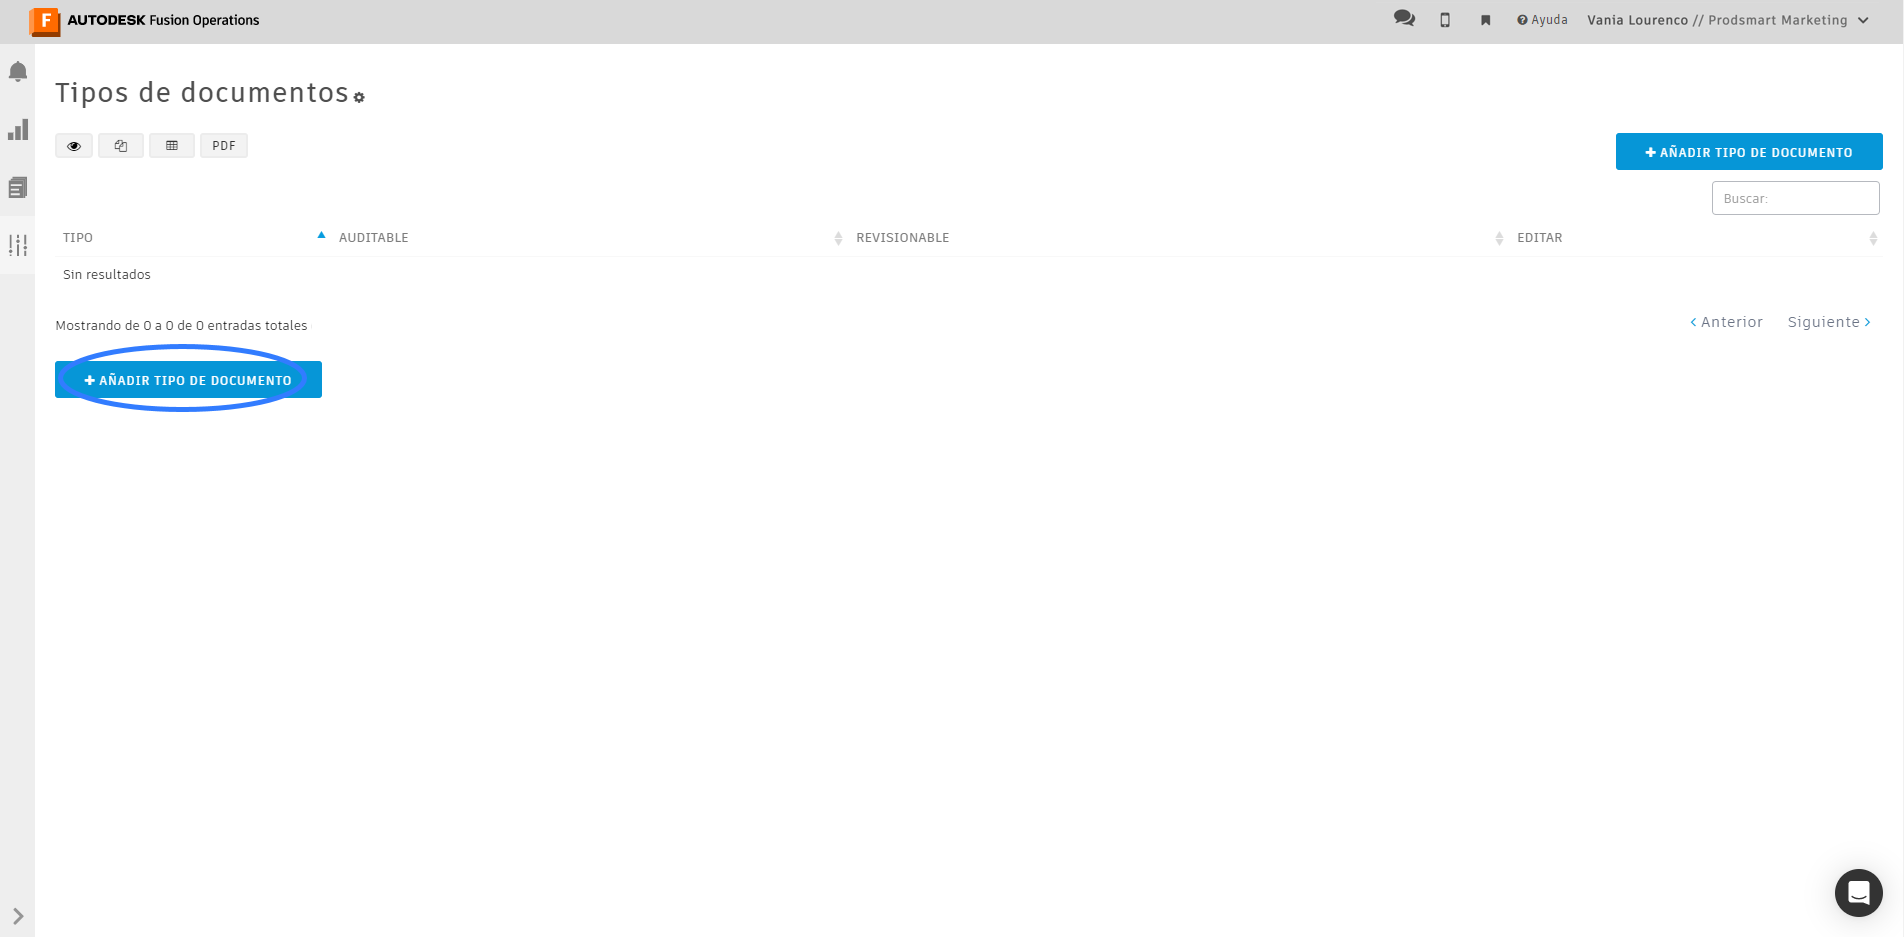 F AUTODESK Fusion Operations
Ayuda
Vania Lourenco // Prodsmart Marketing
Tipos de documentos
PDF
+ AÑADIR TIPO DE DOCUMENTO
Buscar:
TIPO AUDITABLE REVISIONABLE EDITAR
Sin resultados
Mostrando de 0 a 0 de 0 entradas totales
Anterior Siguiente
+ AÑADIR TIPO DE DOCUMENTO